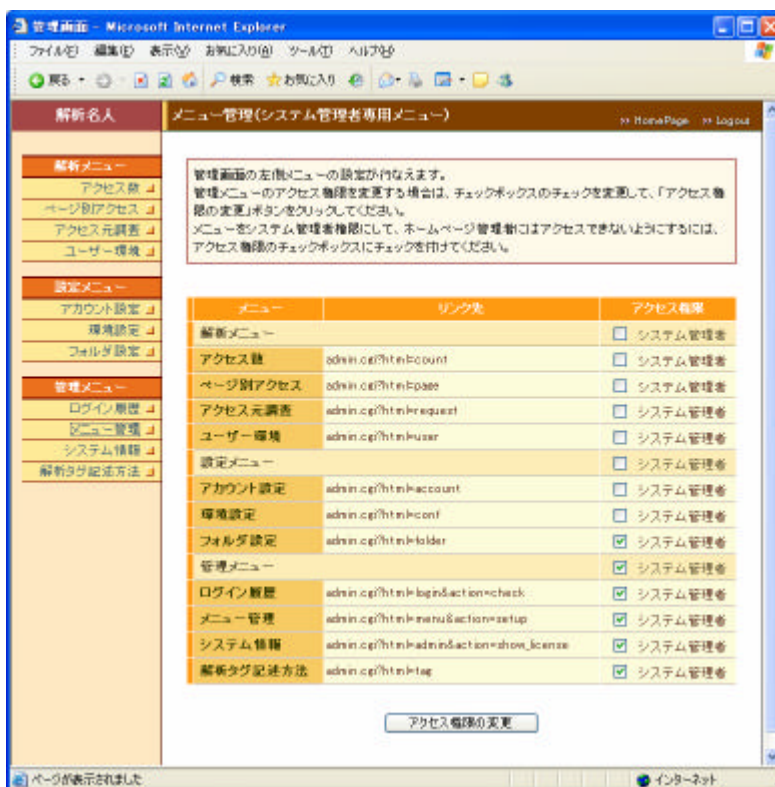 管理画面 - Microsoft Internet Explorer
ファイル(F) 編集(E) 表示(V) お気に入り(A) ツール(T) ヘルプ(H)
戻る 検索 お気に入り
解析名人
メニュー管理(システム管理者専用メニュー)
>> HomePage >> Logout
解析メニュー
アクセス数
ページ別アクセス
アクセス元調査
ユーザー環境
設定メニュー
アカウント設定
環境設定
フォルダ設定
管理メニュー
ログイン履歴
メニュー管理
システム情報
解析タグ記述方法
管理画面の左側メニューの設定が行なえます。
管理メニューのアクセス権限を変更する場合は、チェックボックスのチェックを変更して、「アクセス権
限の変更」ボタンをクリックしてください。
メニューをシステム管理者権限にして、ホームページ管理者にはアクセスできないようにするには、
アクセス権限のチェックボックスにチェックを付けてください。
メニュー リンク先 アクセス権限
解析メニュー システム管理者
アクセス数 admin.cgi?html=count システム管理者
ページ別アクセス admin.cgi?html=page システム管理者
アクセス元調査 admin.cgi?html=request システム管理者
ユーザー環境 admin.cgi?html=user システム管理者
設定メニュー システム管理者
アカウント設定 admin.cgi?html=account システム管理者
環境設定 admin.cgi?html=conf システム管理者
フォルダ設定 admin.cgi?html=folder システム管理者
管理メニュー システム管理者
ログイン履歴 admin.cgi?html=login&action=check システム管理者
メニュー管理 admin.cgi?html=menu&action=setup システム管理者
システム情報 admin.cgi?html=admin&action=show_license システム管理者
解析タグ記述方法 admin.cgi?html=tag システム管理者
アクセス権限の変更
ページが表示されました
インターネット